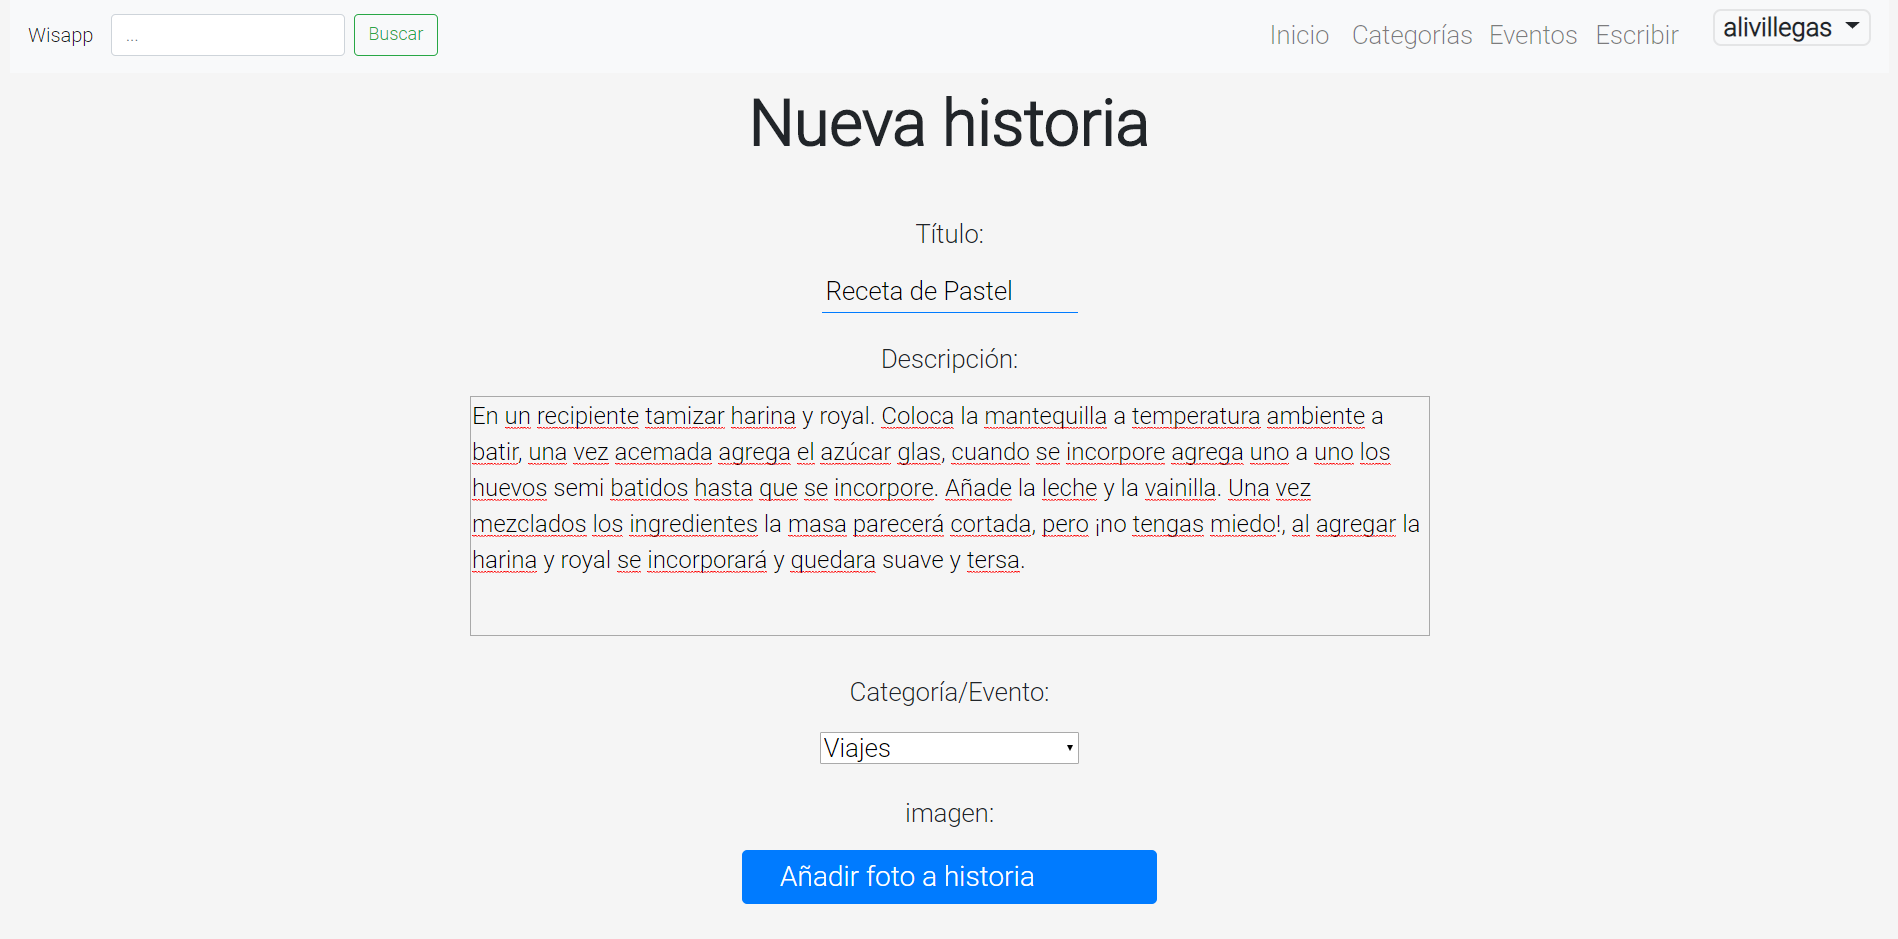 Wisapp ... Buscar Inicio Categorías Eventos Escribir alivillegas
Nueva historia
Título:
Receta de Pastel
Descripción:
En un recipiente tamizar harina y royal. Coloca la mantequilla a temperatura ambiente a
batir, una vez acemada agrega el azúcar glas, cuando se incorpore agrega uno a uno los
huevos semi batidos hasta que se incorpore. Añade la leche y la vainilla. Una vez
mezclados los ingredientes la masa parecerá cortada, pero ¡no tengas miedo!, al agregar la
harina y royal se incorporará y quedara suave y tersa.
Categoría/Evento:
Viajes
imagen:
Añadir foto a historia